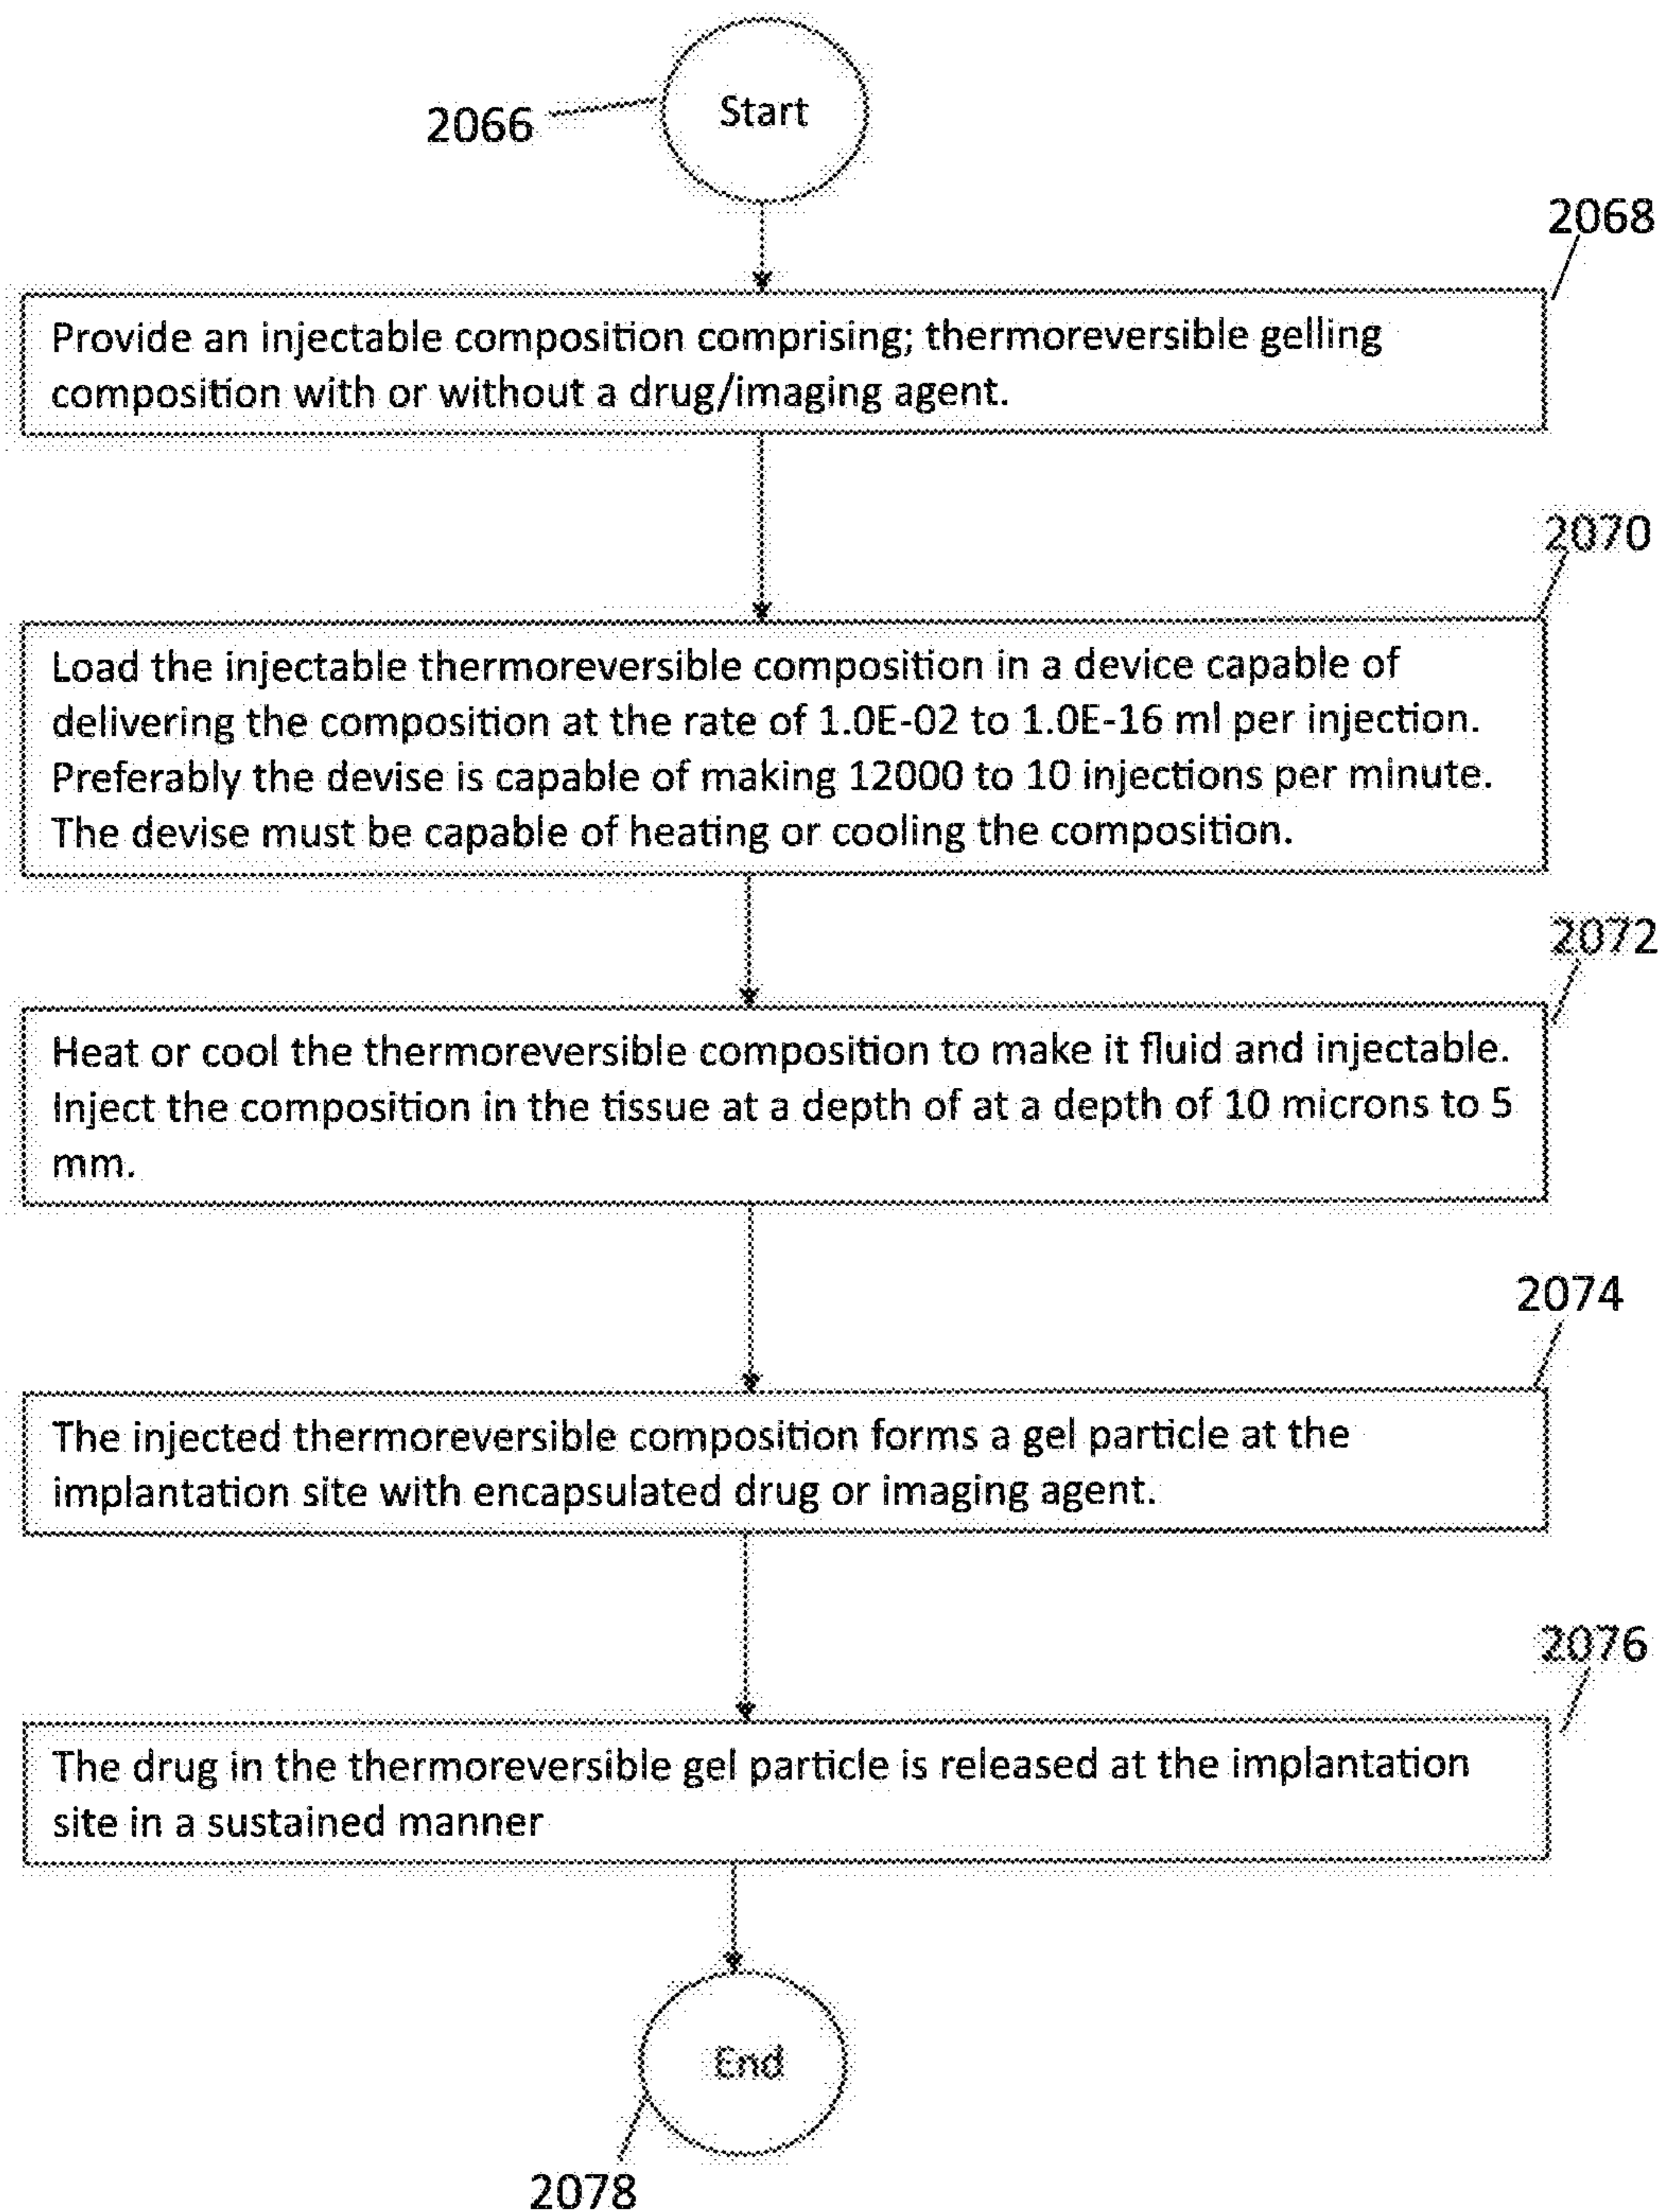 Start
2066
2068
Provide an injectable composition comprising; thermoreversible gelling
composition with or without a drug/imaging agent.
2070
Load the injectable thermoreversible composition in a device capable of
delivering the composition at the rate of 1.0E-02 to 1.0E-16 ml per injection.
Preferably the devise is capable of making 12000 to 10 injections per minute.
The devise must be capable of heating or cooling the composition.
2072
Heat or cool the thermoreversible composition to make it fluid and injectable.
Inject the composition in the tissue at a depth of at a depth of 10 microns to 5
mm.
2074
The injected thermoreversible composition forms a gel particle at the
implantation site with encapsulated drug or imaging agent.
2076
The drug in the thermoreversible gel particle is released at the implantation
site in a sustained manner
End
2078